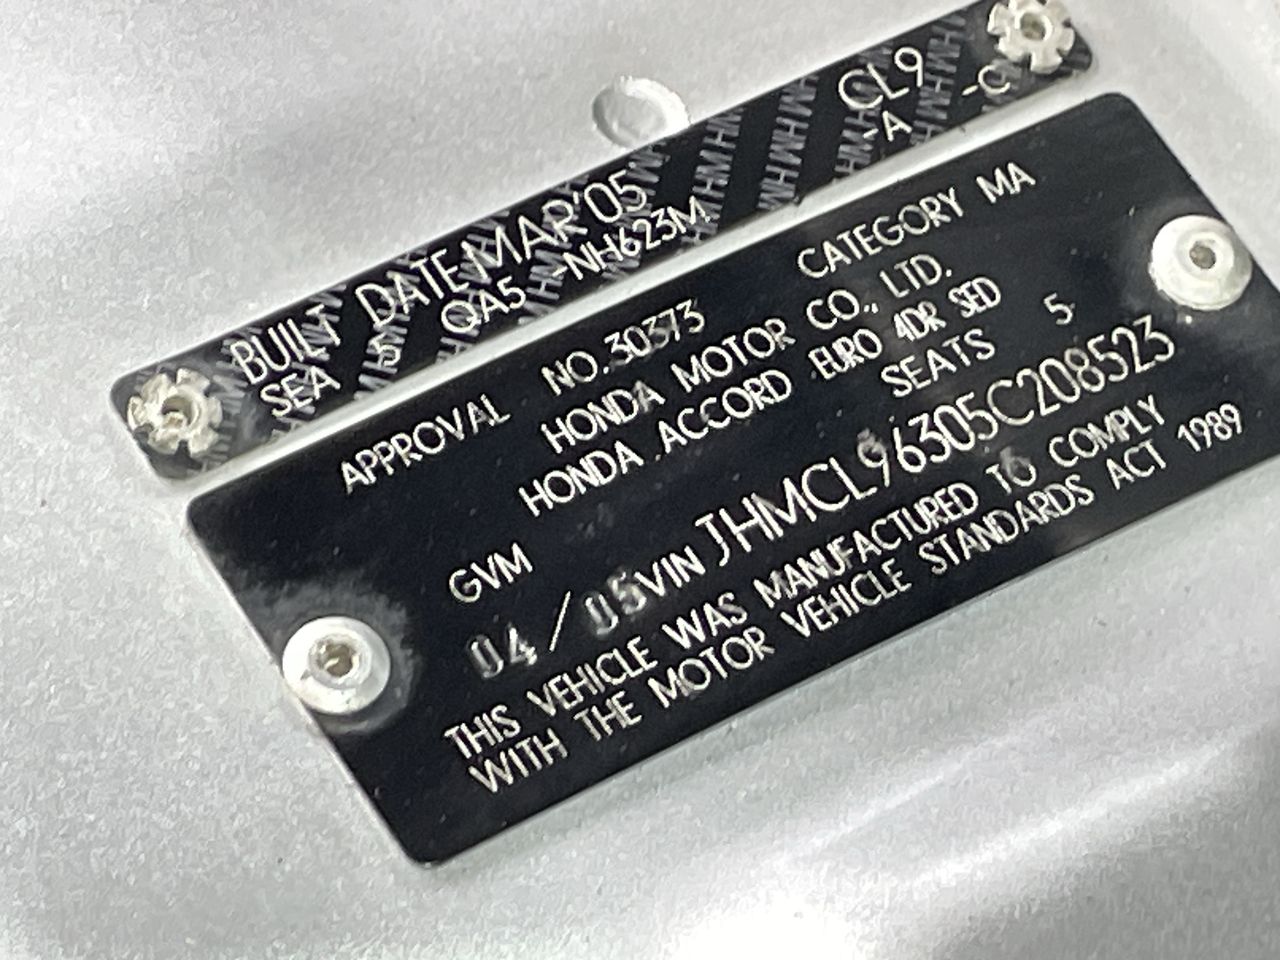 BUILT DATE MAR'05 CL9
SEA 5 QA5 -NH623M -A -C
APPROVAL NO.30373 CATEGORY MA
HONDA MOTOR CO., LTD.
HONDA ACCORD EURO 4DR SED
GVM SEATS 5
04/05 VIN JHMCL96305C208523
THIS VEHICLE WAS MANUFACTURED TO COMPLY
WITH THE MOTOR VEHICLE STANDARDS ACT 1989